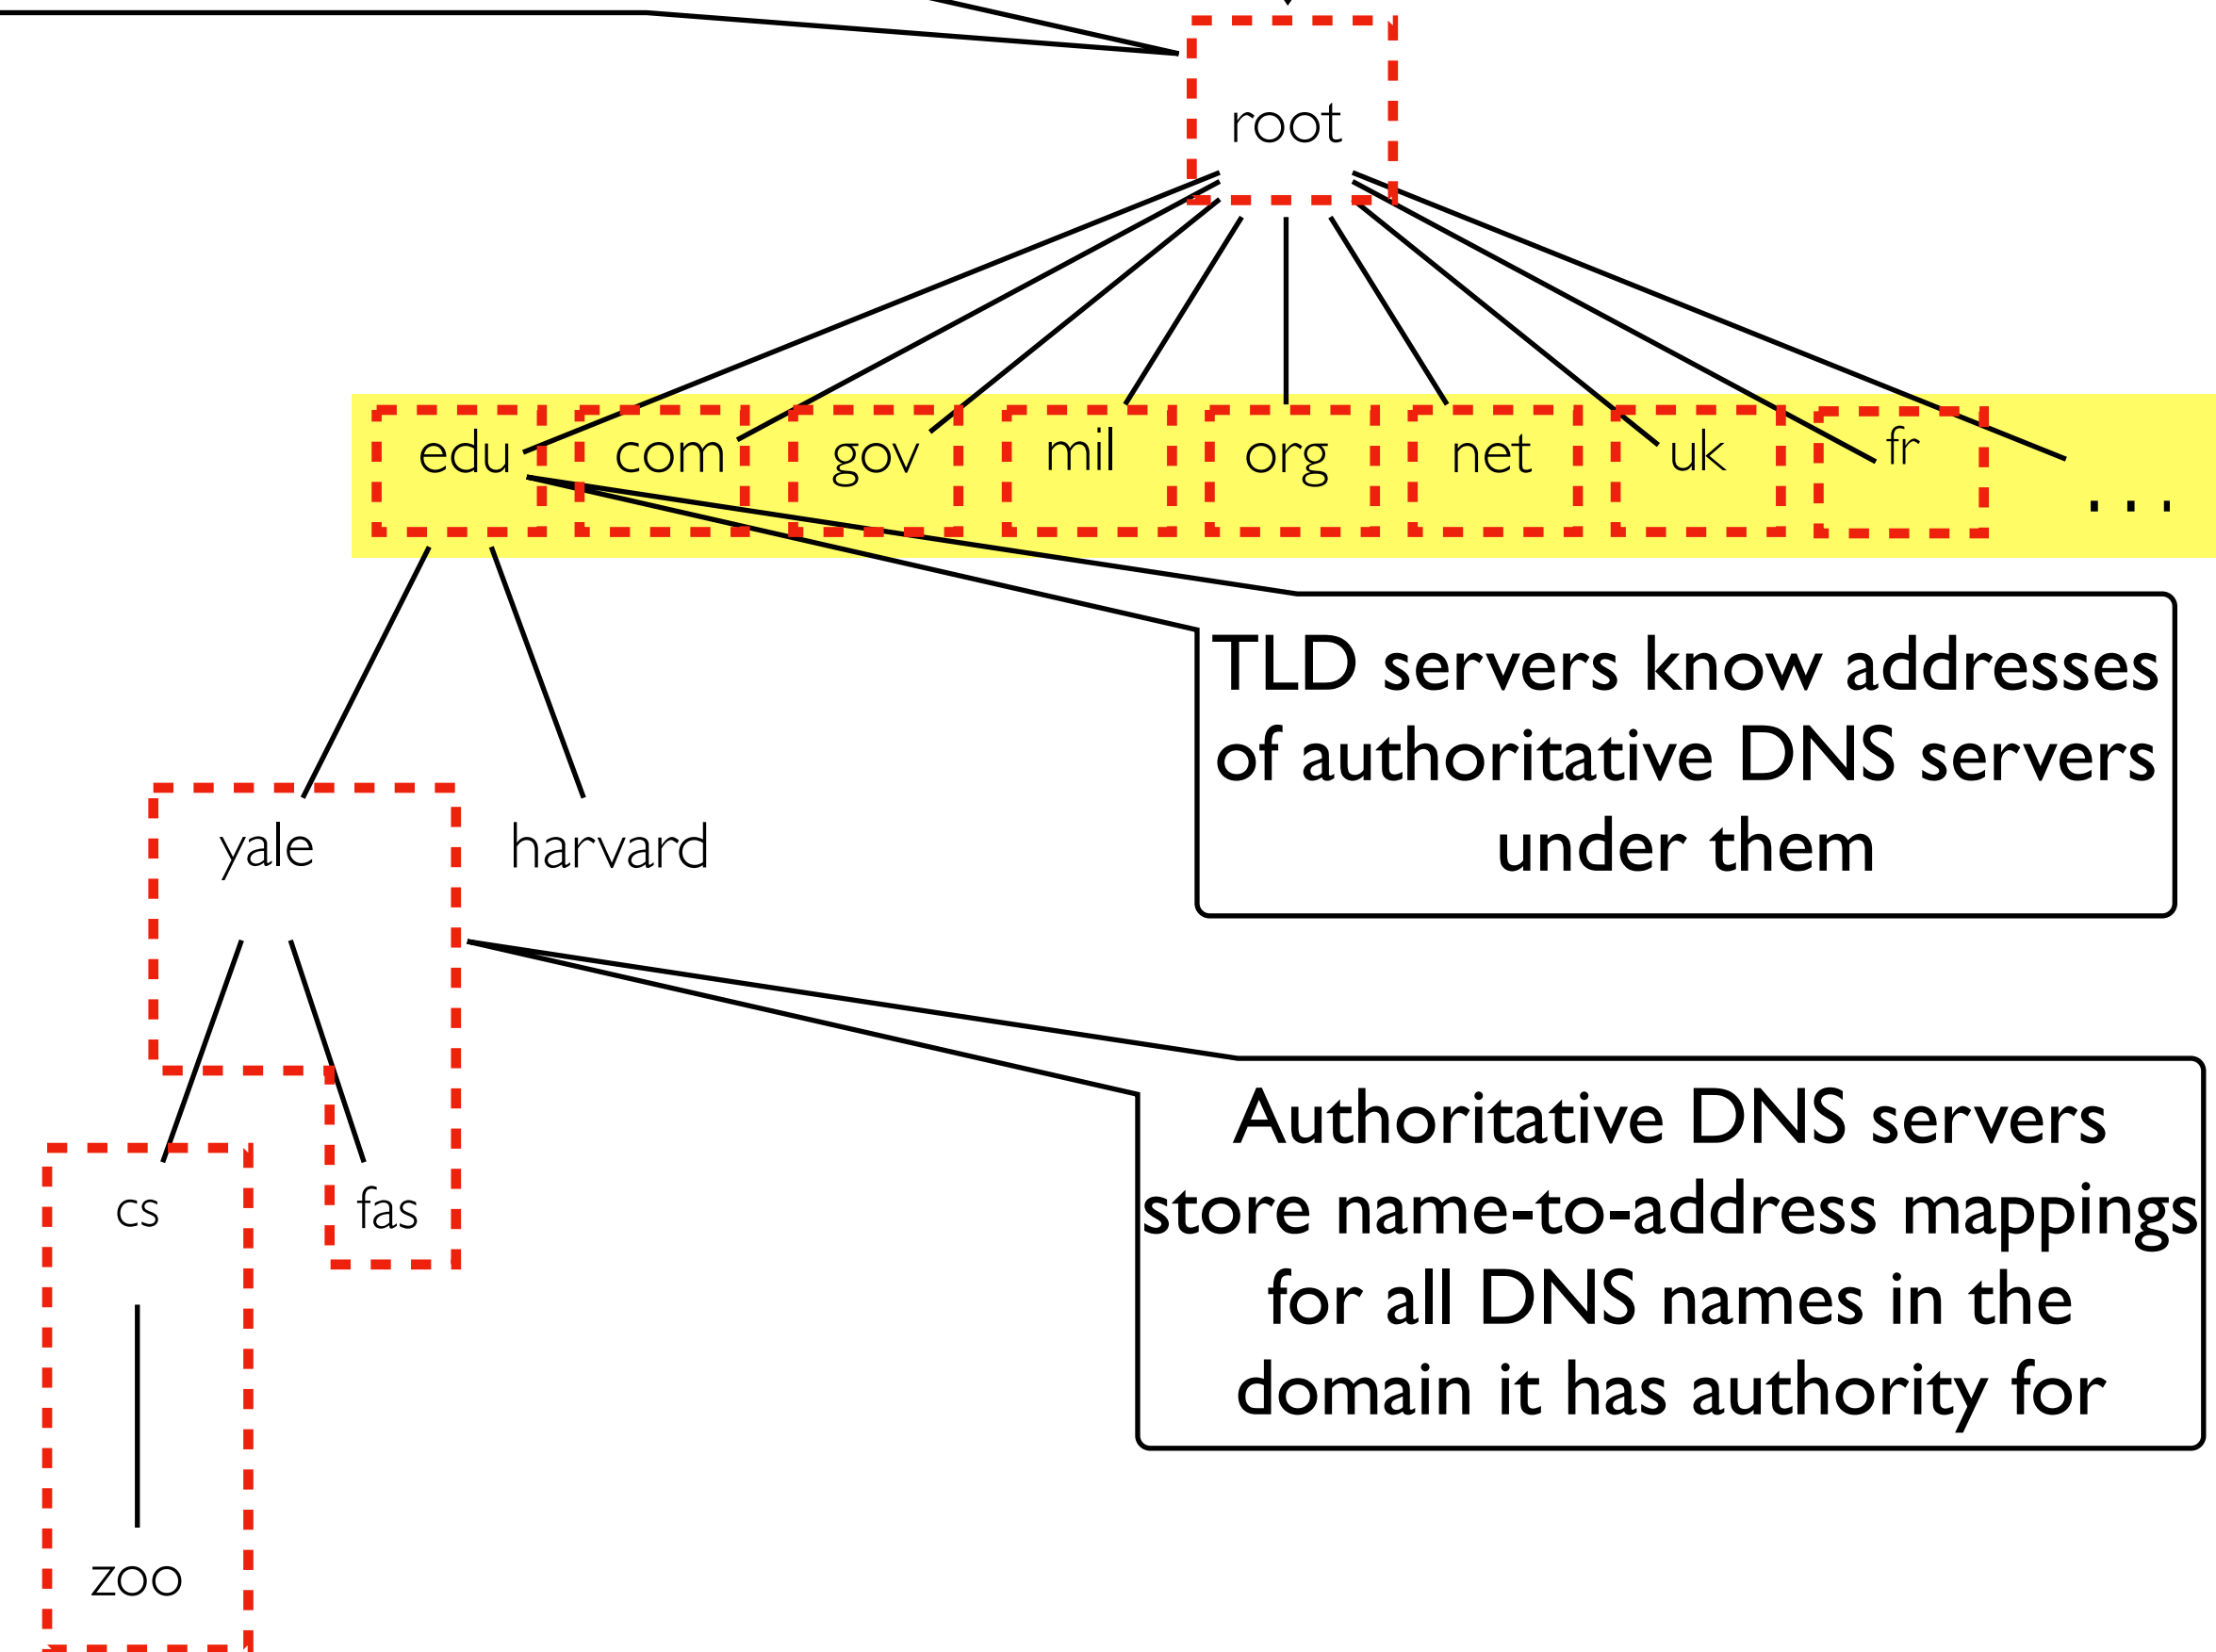 root
edu com gov mil org net uk fr ...
TLD servers know addresses
of authoritative DNS servers
under them
yale harvard
Authoritative DNS servers
store name-to-address mappings
for all DNS names in the
domain it has authority for
cs fas
zoo